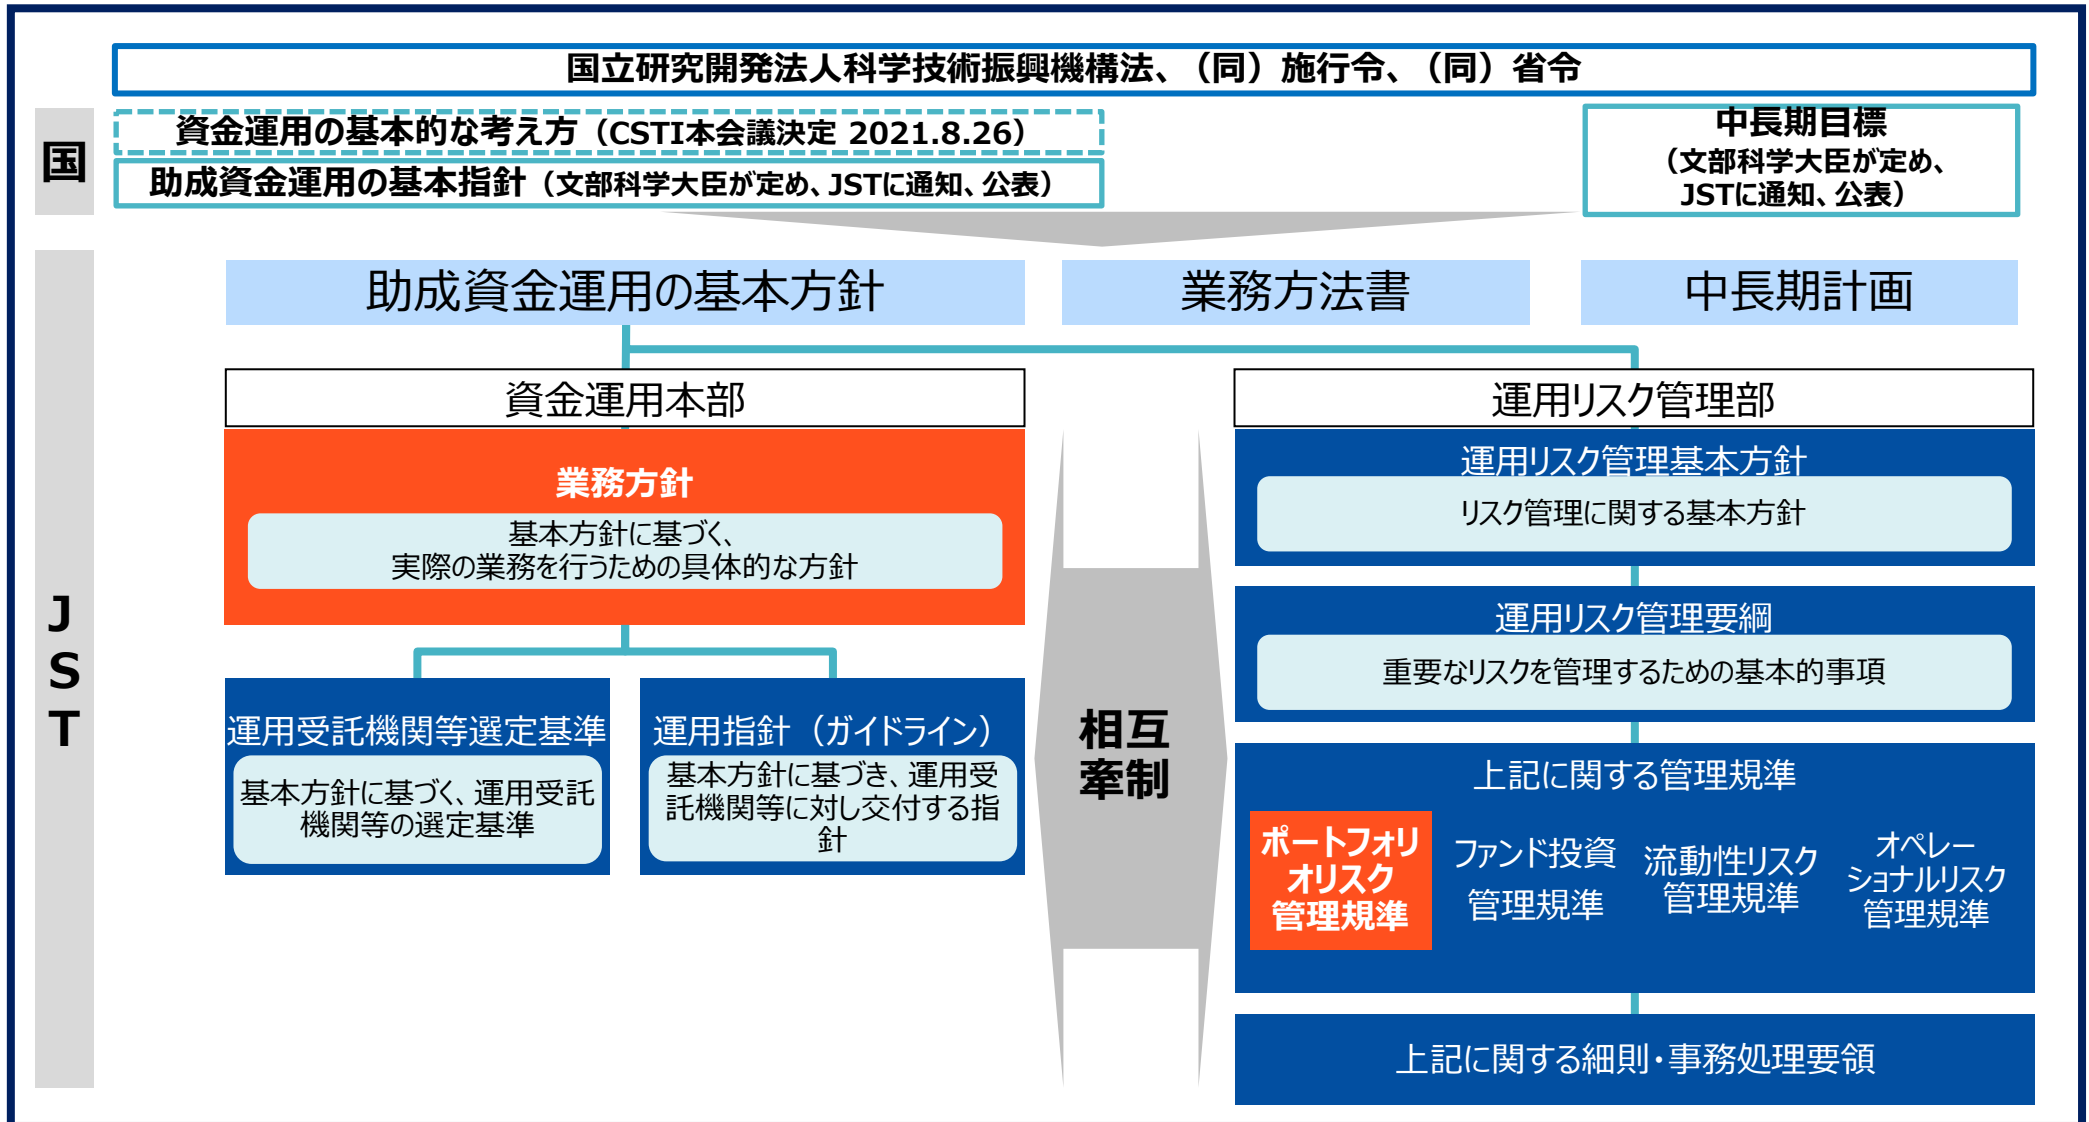 国立研究開発法人科学技術振興機構法、（同）施行令、（同）省令
国
資金運用の基本的な考え方（CSTI本会議決定 2021.8.26）
助成資金運用の基本指針（文部科学大臣が定め、JSTに通知、公表）
中長期目標
（文部科学大臣が定め、
JSTに通知、公表）
J
S
T
助成資金運用の基本方針
業務方法書
中長期計画
資金運用本部
業務方針
基本方針に基づく、
実際の業務を行うための具体的な方針
運用受託機関等選定基準
基本方針に基づく、運用受託
機関等の選定基準
運用指針（ガイドライン）
基本方針に基づき、運用受
託機関等に対し交付する指
針
相互
牽制
運用リスク管理部
運用リスク管理基本方針
リスク管理に関する基本方針
運用リスク管理要綱
重要なリスクを管理するための基本的事項
上記に関する管理規準
ポートフォリ
オリスク
管理規準
ファンド投資
管理規準
流動性リスク
管理規準
オペレー
ショナルリスク
管理規準
上記に関する細則・事務処理要領